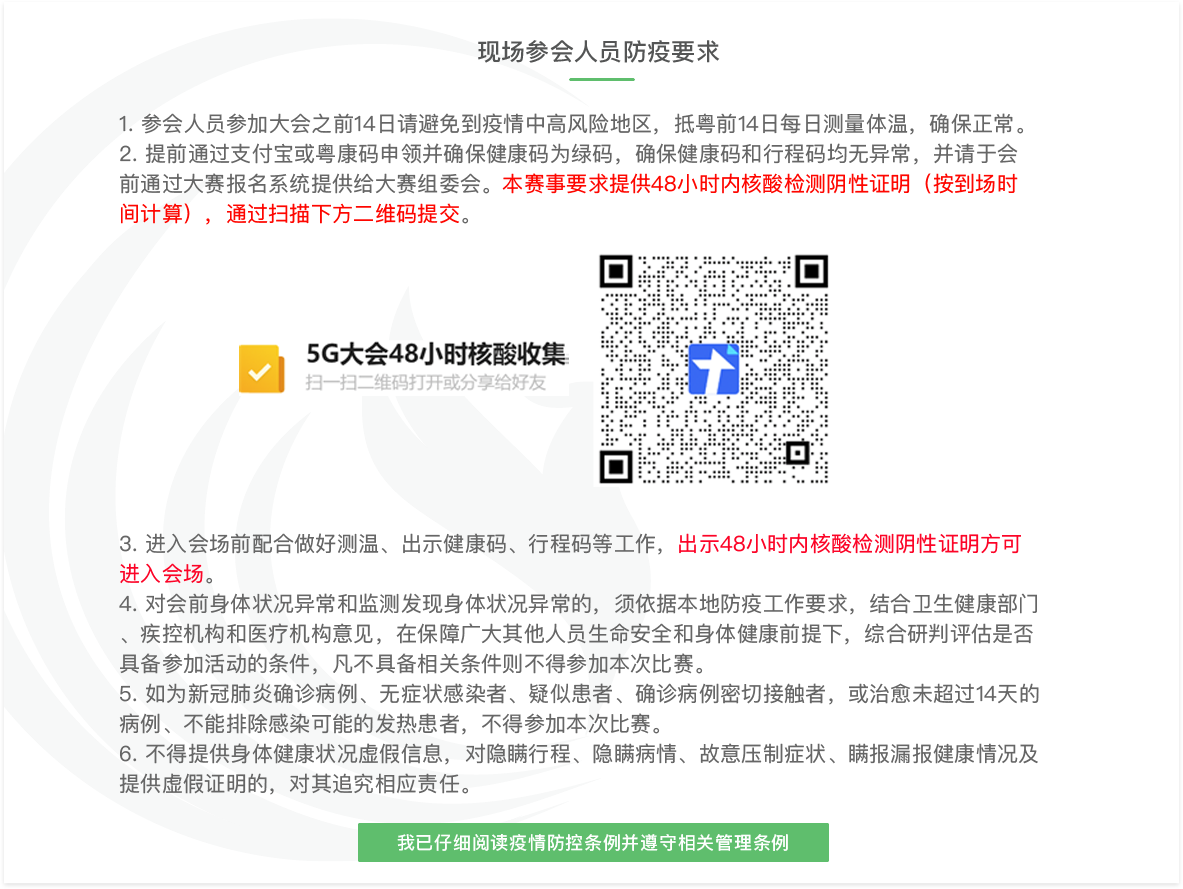 现场参会人员防疫要求
1. 参会人员参加大会之前14日请避免到疫情中高风险地区，抵粤前14日每日测量体温，确保正常。
2. 提前通过支付宝或粤康码申领并确保健康码为绿码，确保健康码和行程码均无异常，并请于会
前通过大赛报名系统提供给大赛组委会。本赛事要求提供48小时内核酸检测阴性证明（按到场时
间计算），通过扫描下方二维码提交。
5G大会48小时核酸收集
扫一扫二维码打开或分享给好友
3. 进入会场前配合做好测温、出示健康码、行程码等工作，出示48小时内核酸检测阴性证明方可
进入会场。
4. 对会前身体状况异常和监测发现身体状况异常的，须依据本地防疫工作要求，结合卫生健康部门
、疾控机构和医疗机构意见，在保障广大其他人员生命安全和身体健康前提下，综合研判评估是否
具备参加活动的条件，凡不具备相关条件则不得参加本次比赛。
5. 如为新冠肺炎确诊病例、无症状感染者、疑似患者、确诊病例密切接触者，或治愈未超过14天的
病例、不能排除感染可能的发热患者，不得参加本次比赛。
6. 不得提供身体健康状况虚假信息，对隐瞒行程、隐瞒病情、故意压制症状、瞒报漏报健康情况及
提供虚假证明的，对其追究相应责任。
我已仔细阅读疫情防控条例并遵守相关管理条例